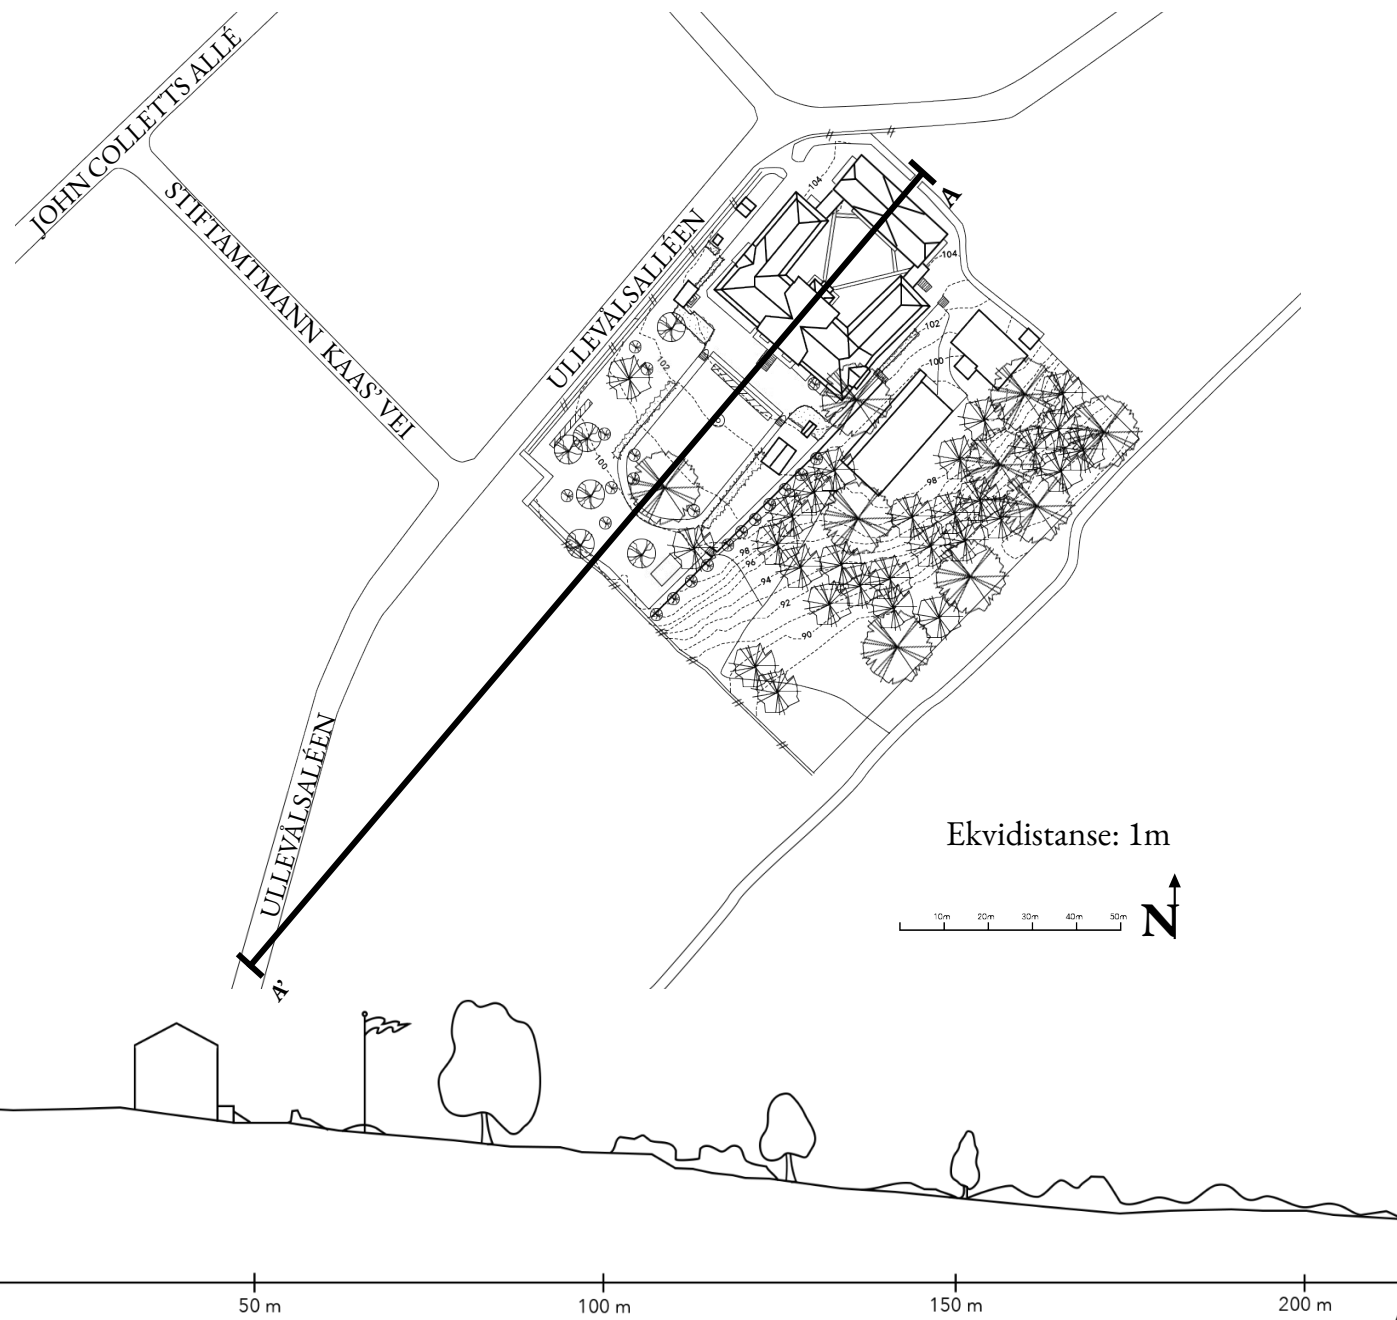 JOHN COLLETTS ALLÉ
STIFTAMTMANN KAAS' VEI
ULLEVÅLSALLÉEN
ULLEVÅLSALÉEN
A
104
104
102
100
102
100
98
98
96
94
92
90
A'
Ekvidistanse: 1m
10m 20m 30m 40m 50m
N
50 m 100 m 150 m 200 m